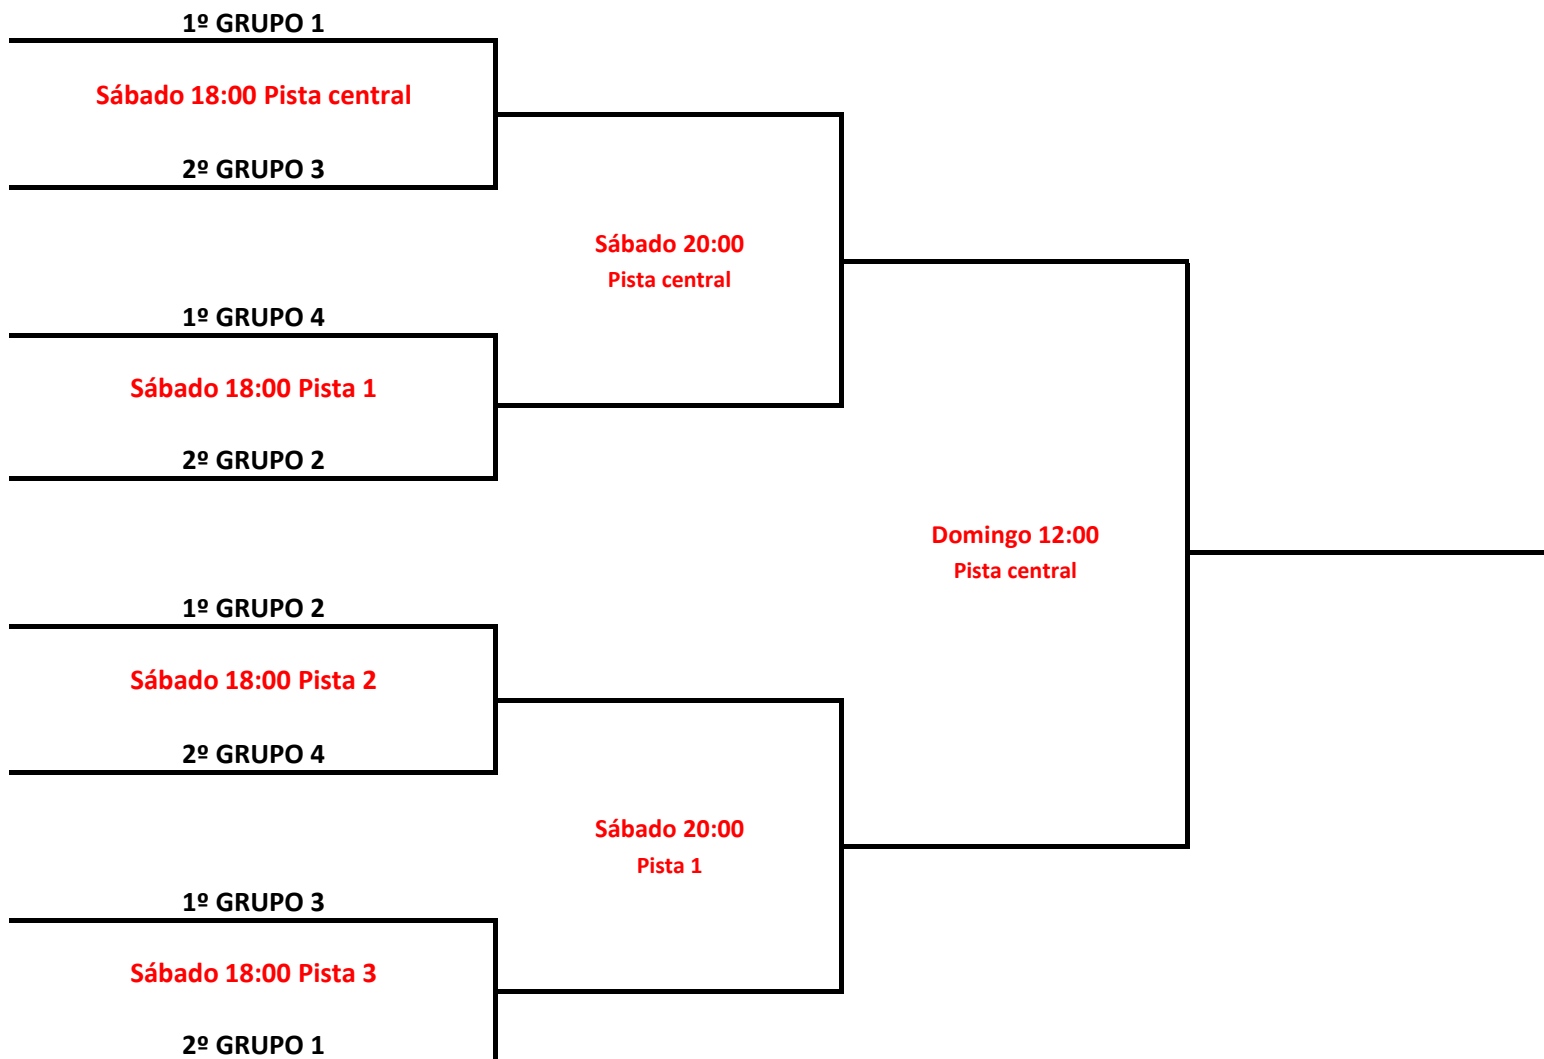 1º GRUPO 1
Sábado 18:00 Pista central
2º GRUPO 3
Sábado 20:00
Pista central
1º GRUPO 4
Sábado 18:00 Pista 1
2º GRUPO 2
Domingo 12:00
Pista central
1º GRUPO 2
Sábado 18:00 Pista 2
2º GRUPO 4
Sábado 20:00
Pista 1
1º GRUPO 3
Sábado 18:00 Pista 3
2º GRUPO 1